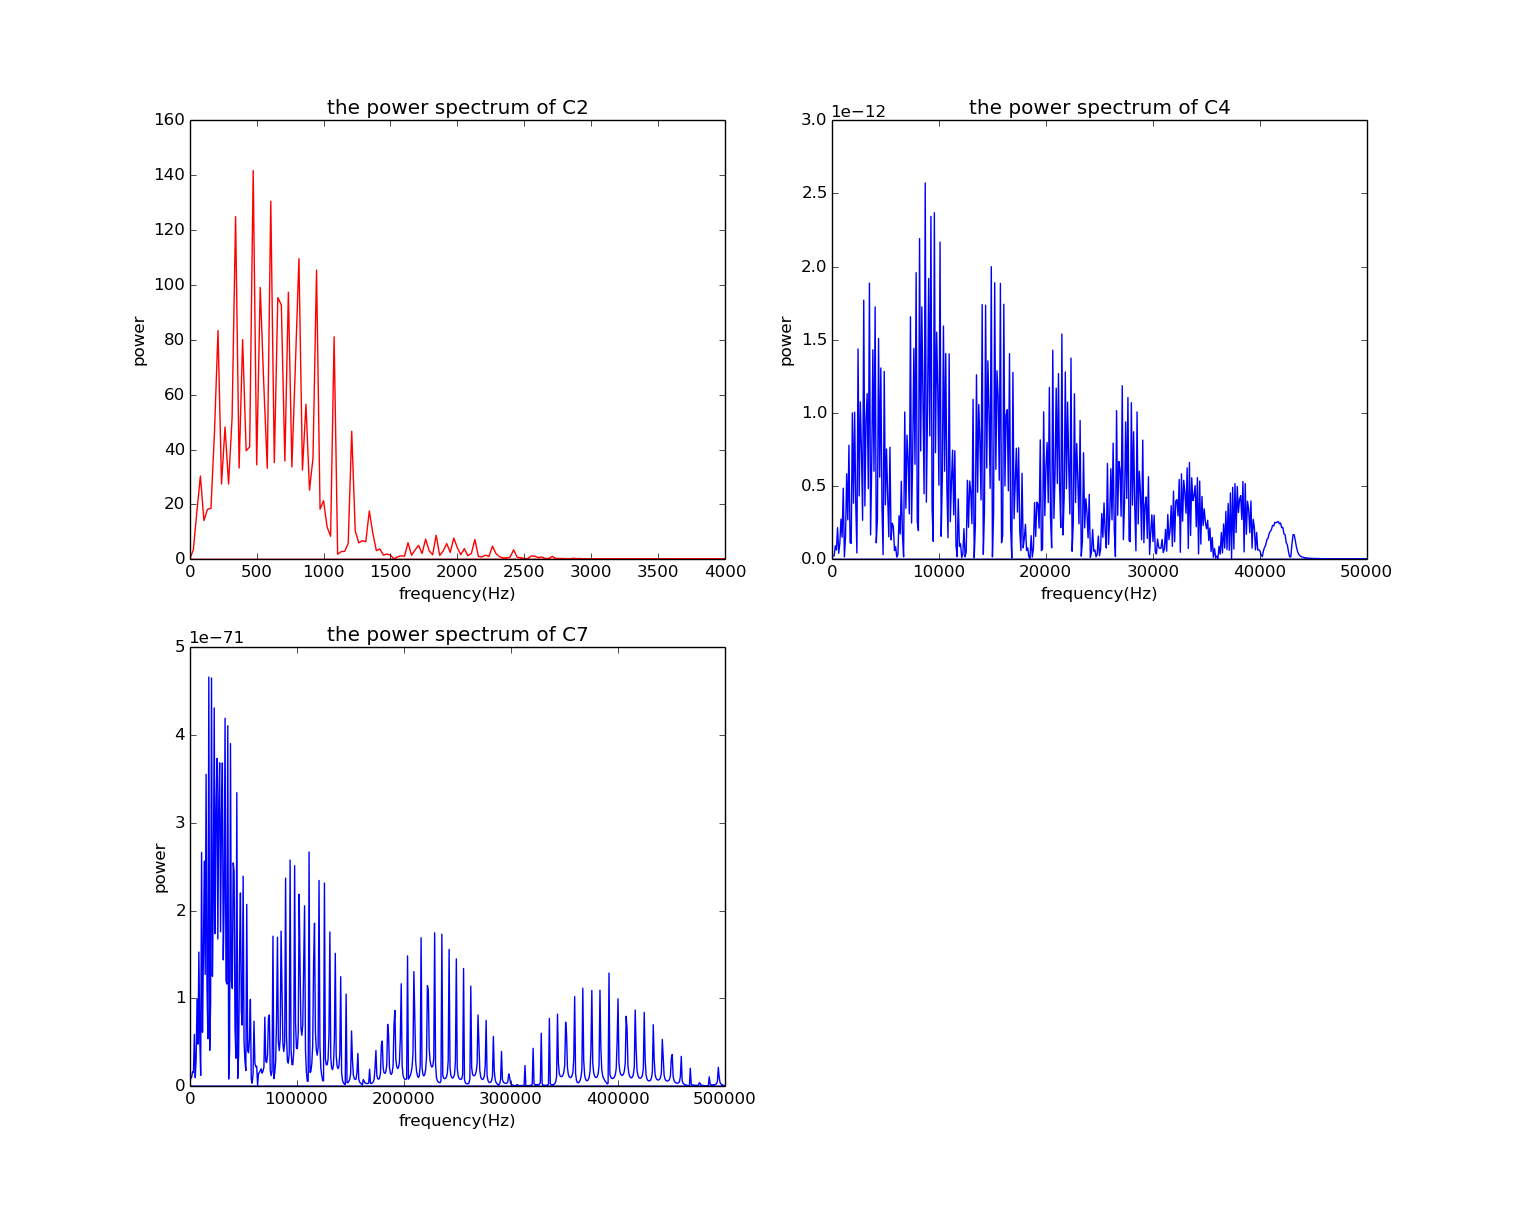 the power spectrum of C2
160
140
120
100
80
60
40
20
0
power
0 500 1000 1500 2000 2500 3000 3500 4000
frequency(Hz)
the power spectrum of C4
1e−12
3.0
2.5
2.0
1.5
1.0
0.5
0.0
power
0 10000 20000 30000 40000 50000
frequency(Hz)
the power spectrum of C7
1e−71
5
4
3
2
1
0
power
0 100000 200000 300000 400000 500000
frequency(Hz)